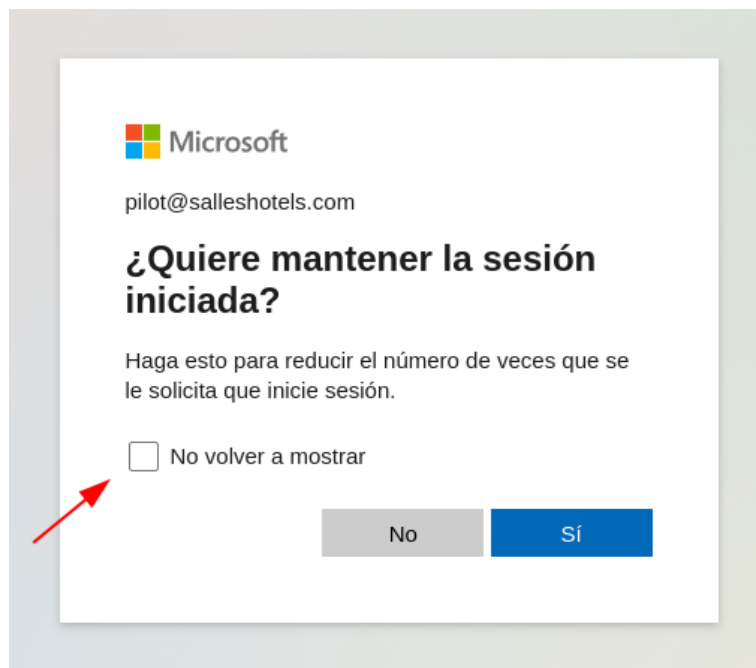 Microsoft
pilot@salleshotels.com
¿Quiere mantener la sesión
iniciada?
Haga esto para reducir el número de veces que se
le solicita que inicie sesión.
No volver a mostrar
No
Sí